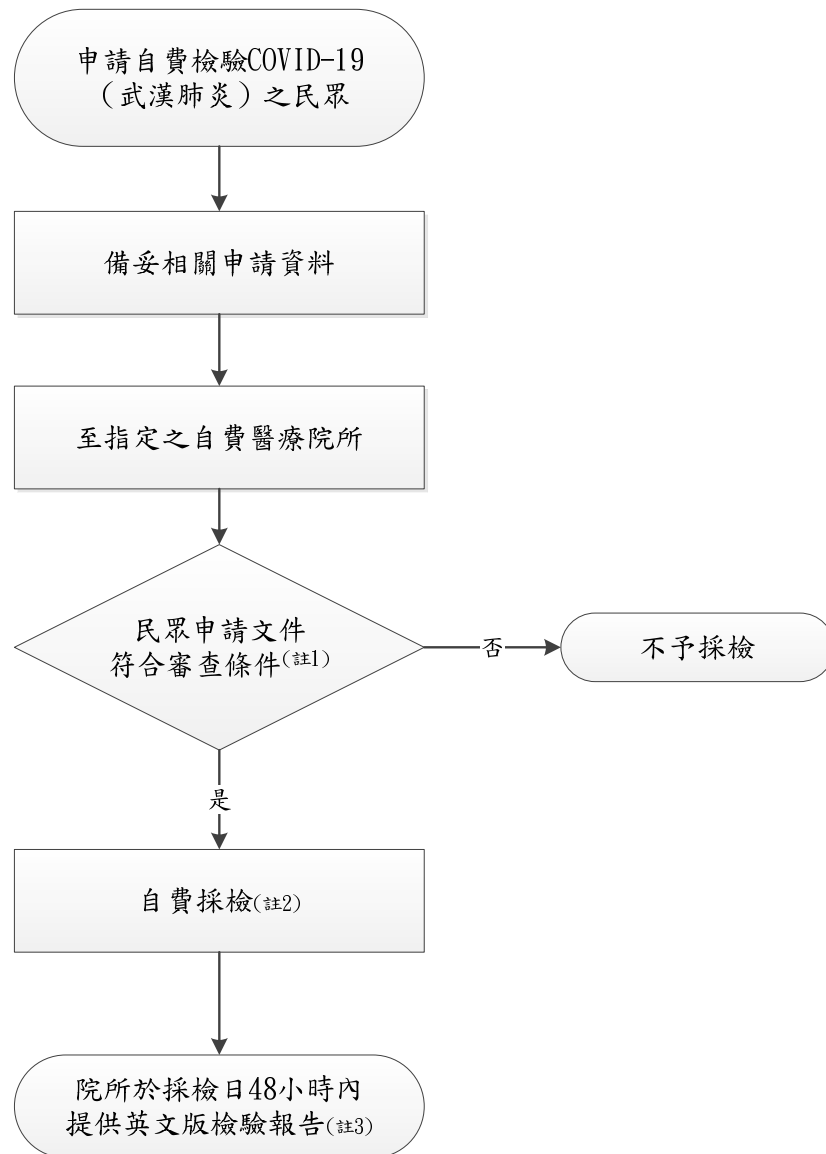 申請自費檢驗COVID-19
（武漢肺炎）之民眾
備妥相關申請資料
至指定之自費醫療院所
民眾申請文件
符合審查條件(註1)
否
不予採檢
是
自費採檢(註2)
院所於採檢日48小時內
提供英文版檢驗報告(註3)